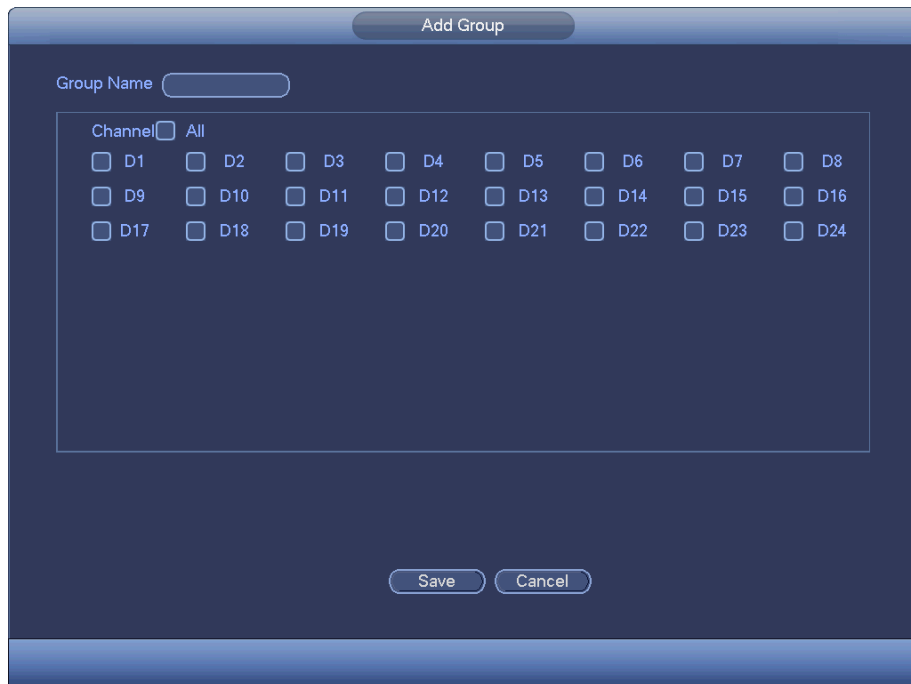 Add Group
Group Name
Channel All
D1 D2 D3 D4 D5 D6 D7 D8
D9 D10 D11 D12 D13 D14 D15 D16
D17 D18 D19 D20 D21 D22 D23 D24
Save Cancel